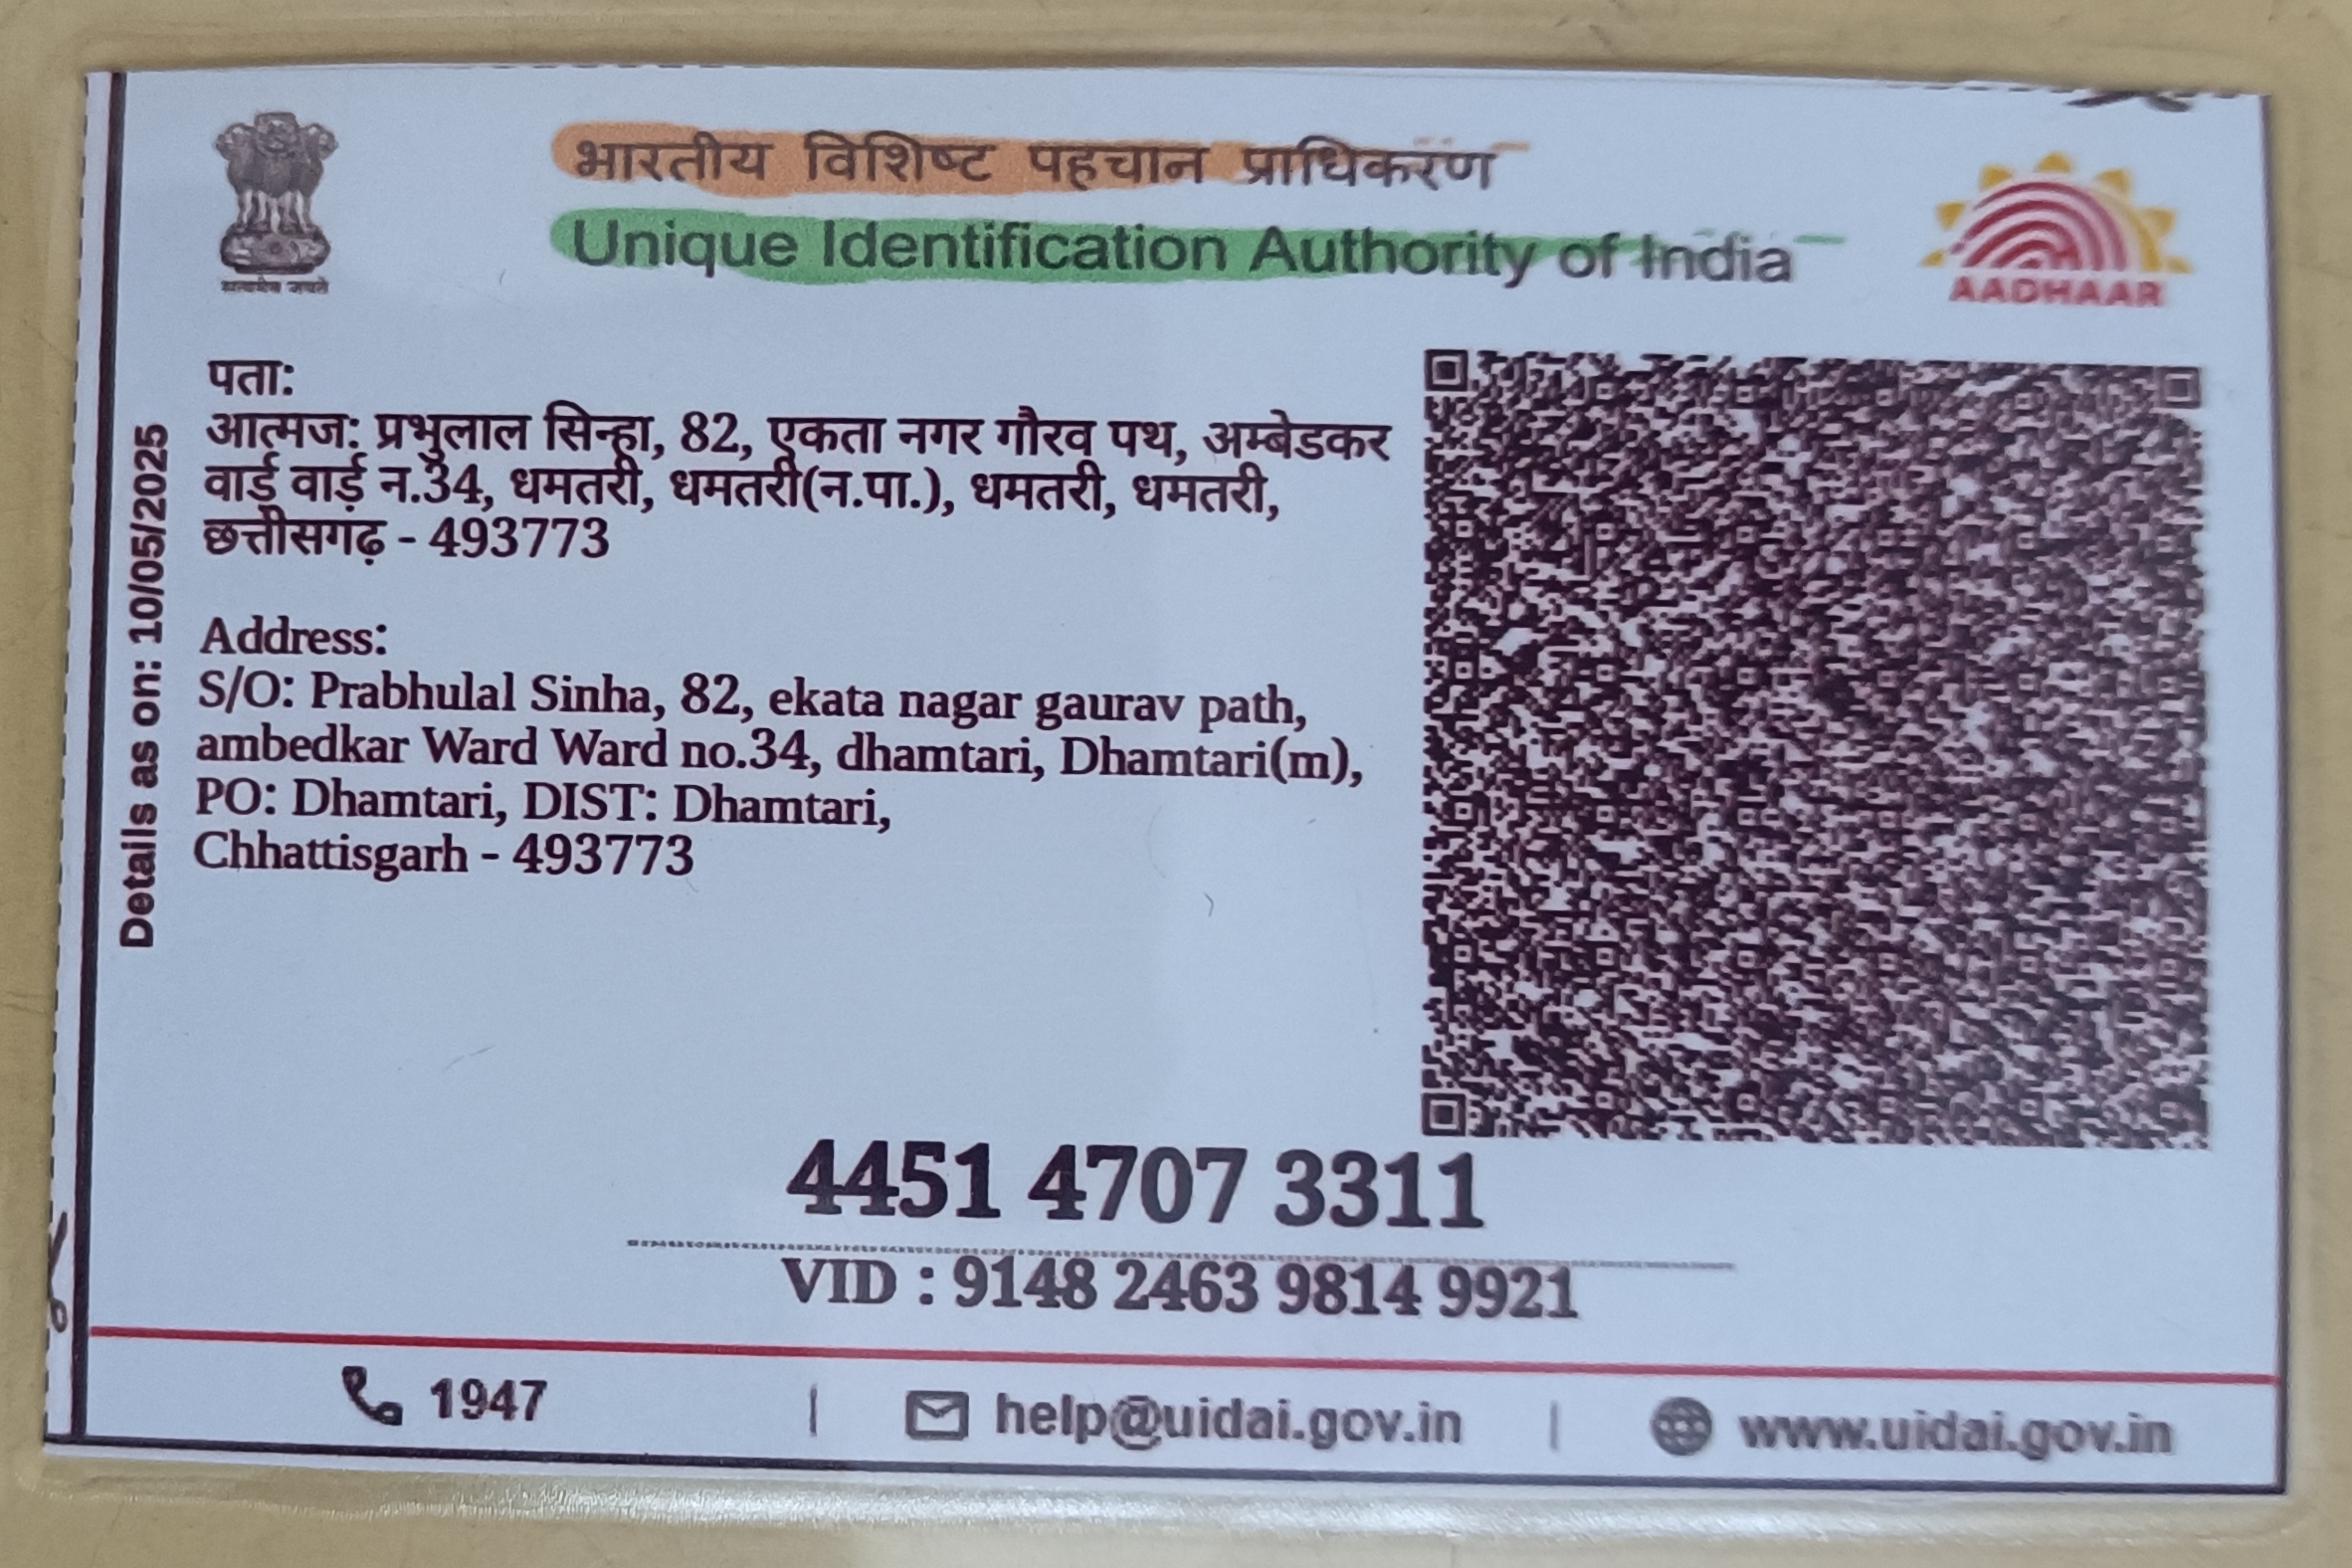 भारतीय विशिष्ट पहचान प्राधिकरण
Unique Identification Authority of India
सत्यमेव जयते
AADHAAR
Details as on: 10/05/2025
पता:
आत्मज: प्रभुलाल सिन्हा, 82, एकता नगर गौरव पथ, अम्बेडकर
वार्ड वार्ड न.34, धमतरी, धमतरी(न.पा.), धमतरी, धमतरी,
छत्तीसगढ़ - 493773
Address:
S/O: Prabhulal Sinha, 82, ekata nagar gaurav path,
ambedkar Ward Ward no.34, dhamtari, Dhamtari(m),
PO: Dhamtari, DIST: Dhamtari,
Chhattisgarh - 493773
4451 4707 3311
VID : 9148 2463 9814 9921
1947 | help@uidai.gov.in | www.uidai.gov.in